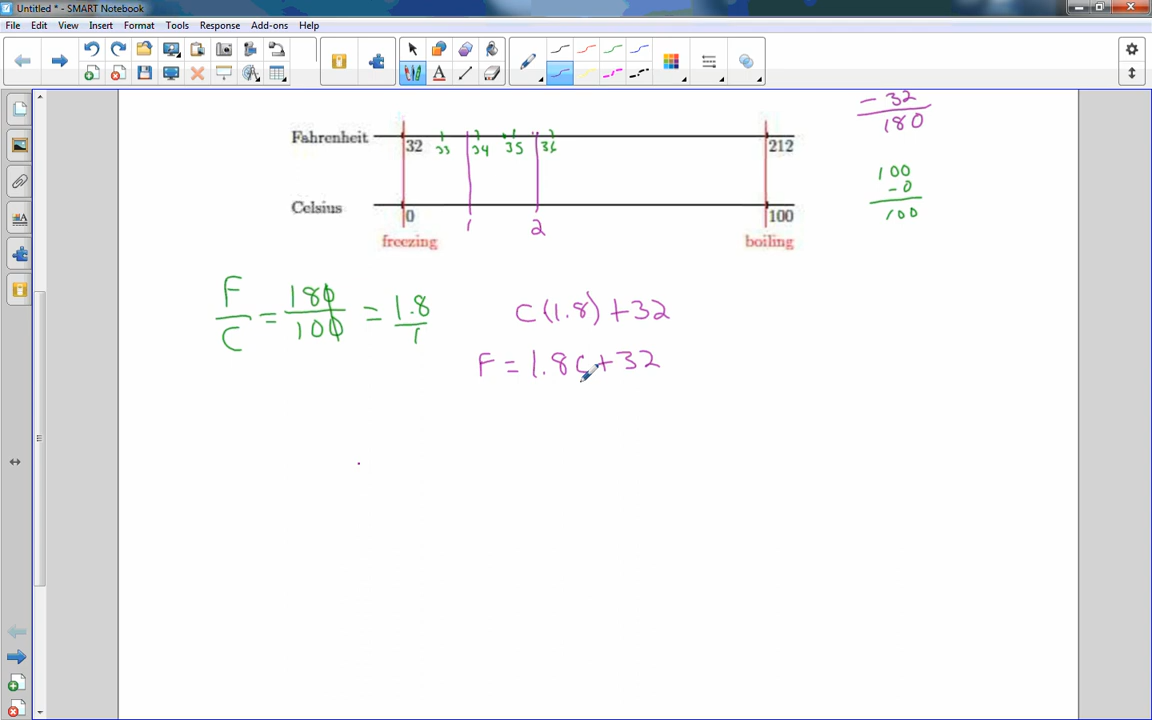 Untitled * - SMART Notebook
File Edit View Insert Format Tools Response Add-ons Help
- 32
180
Fahrenheit 32 33 34 35 36 212
100
- 0
100
Celsius 0 1 2 100
freezing boiling
F/C = 180/100 = 1.8/1
C(1.8) + 32
F = 1.8C + 32